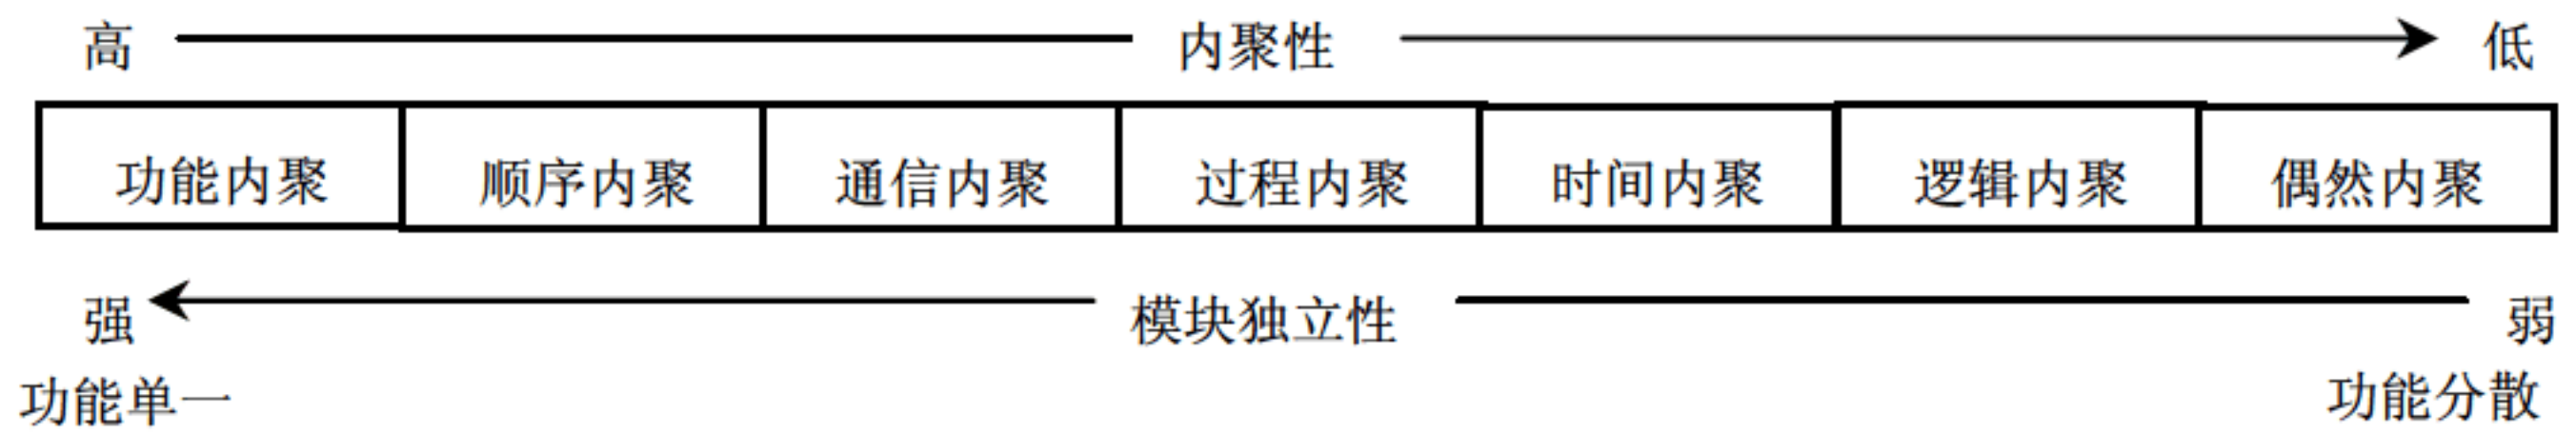 高 内聚性 低
功能内聚 顺序内聚 通信内聚 过程内聚 时间内聚 逻辑内聚 偶然内聚
强 模块独立性 弱
功能单一 功能分散